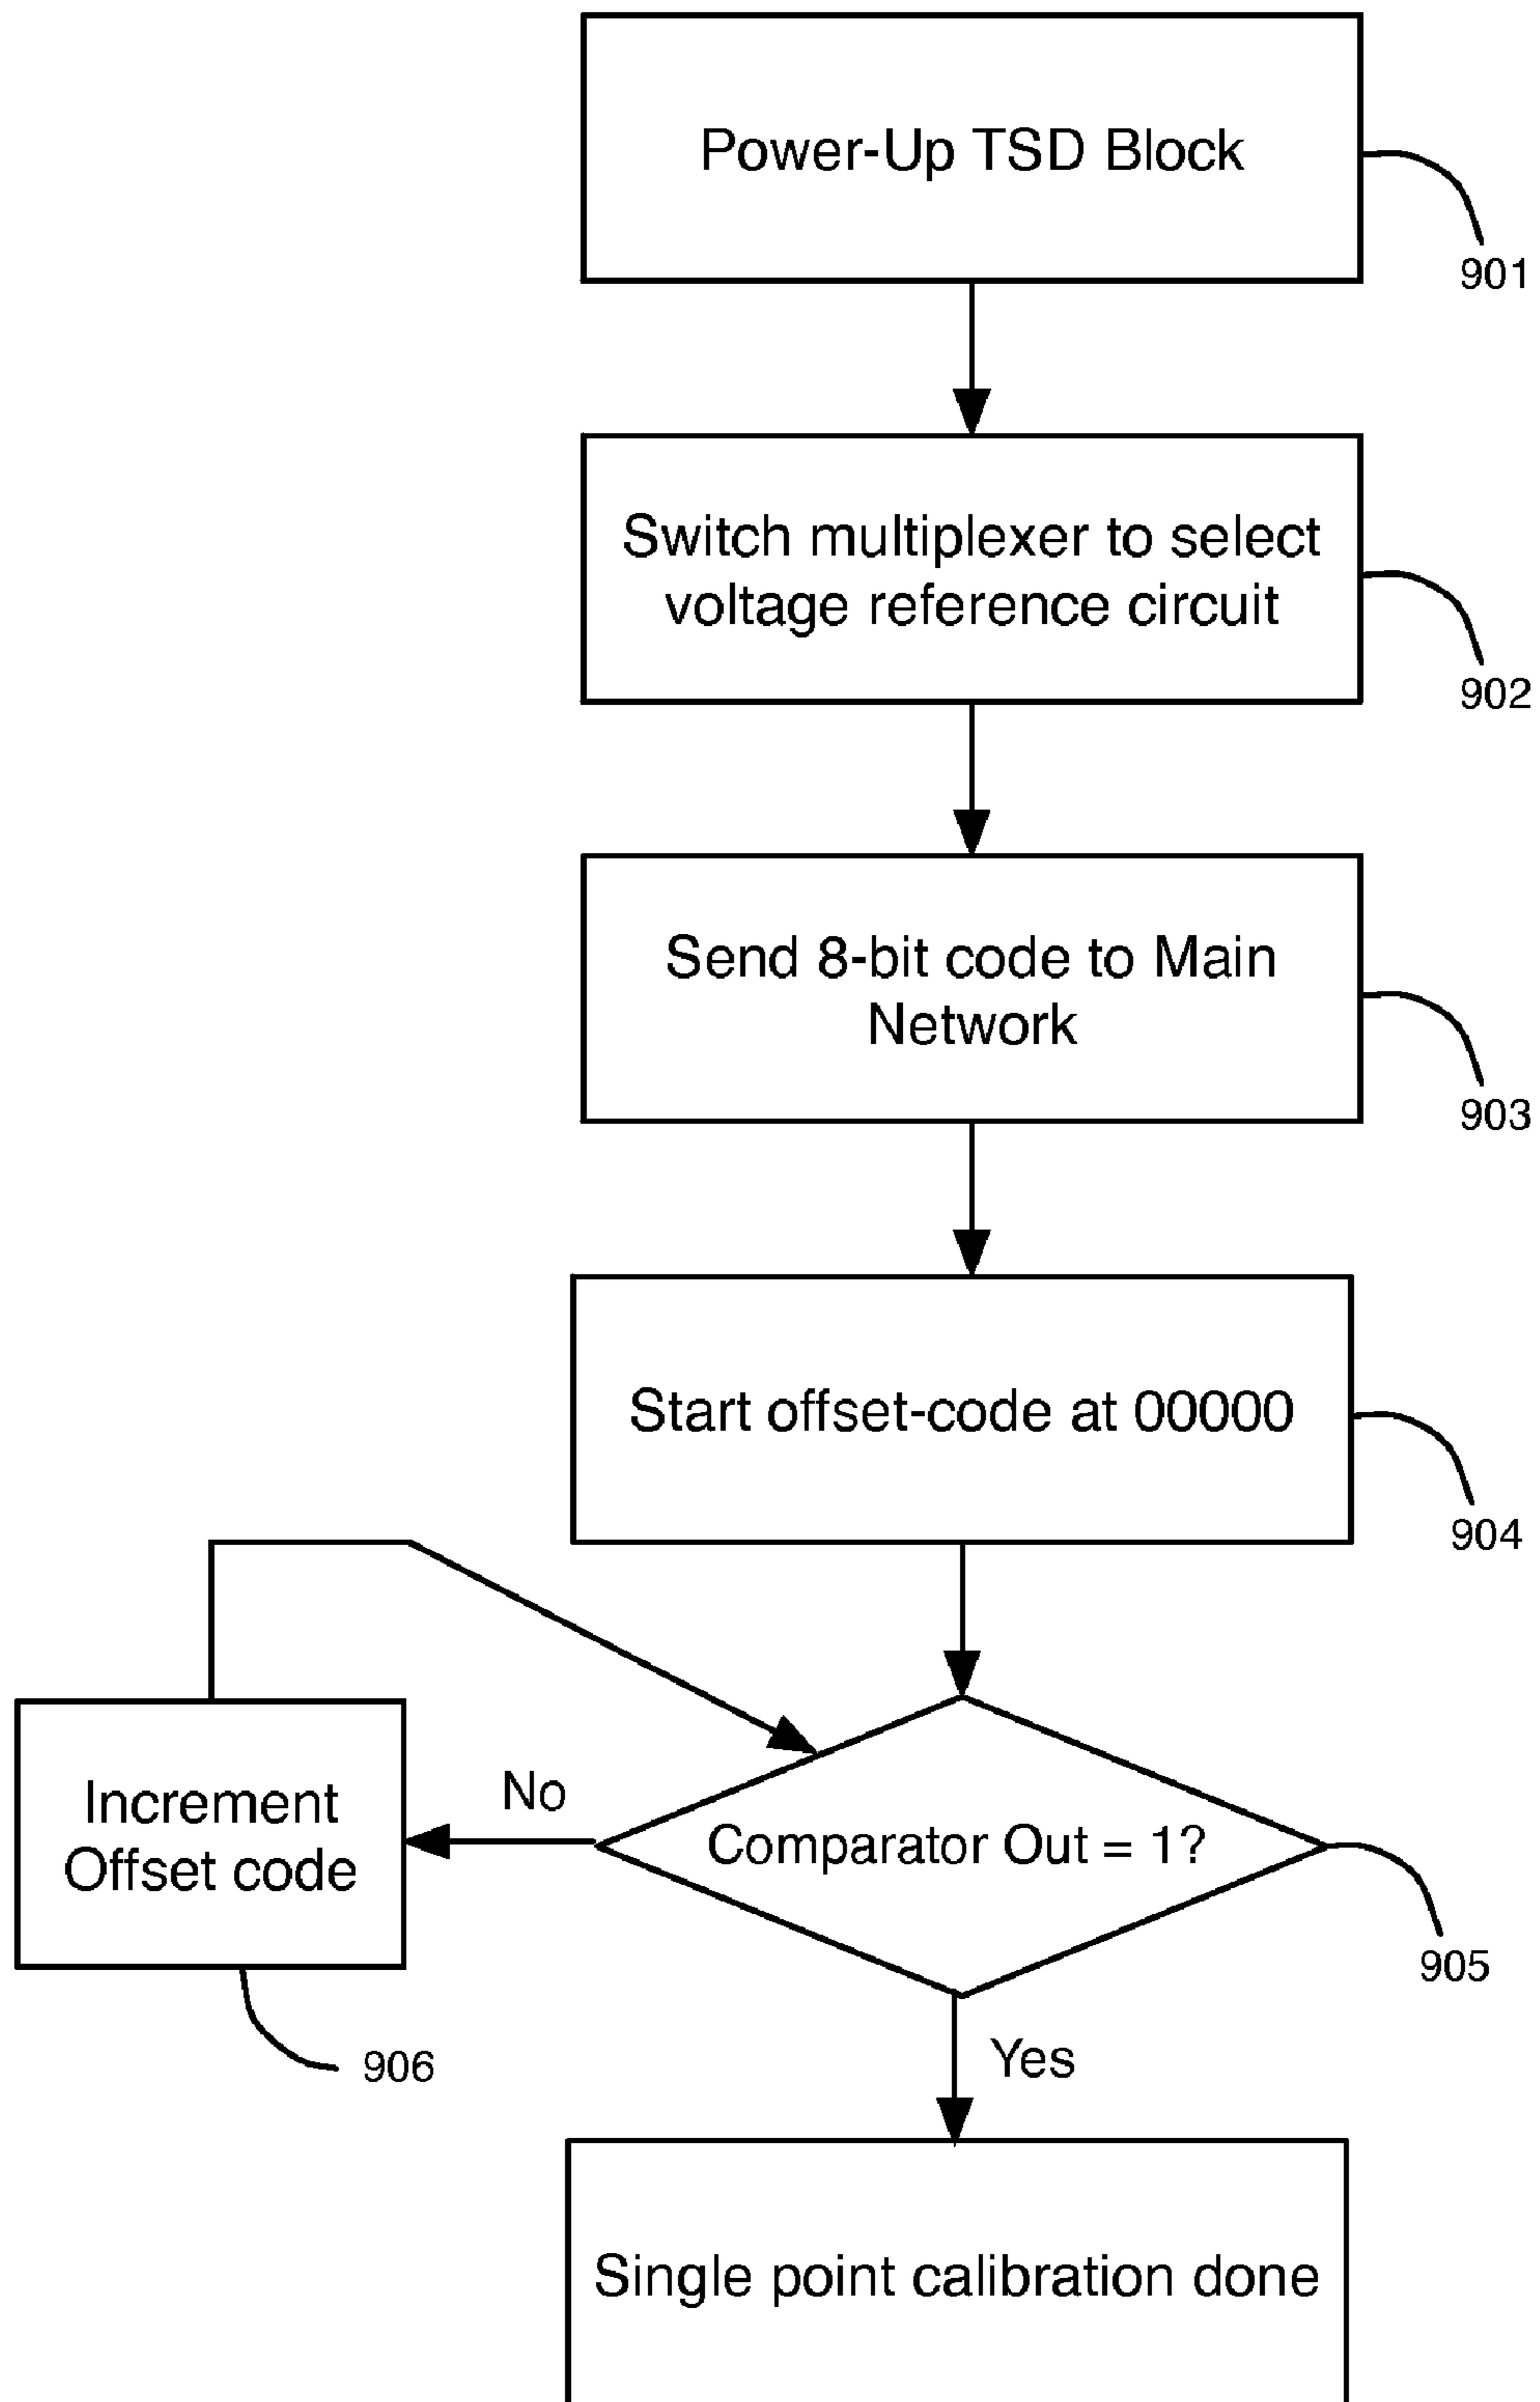 Power-Up TSD Block
901
Switch multiplexer to select
voltage reference circuit
902
Send 8-bit code to Main
Network
903
Start offset-code at 00000
904
Increment
Offset code
No
Comparator Out = 1?
905
906
Yes
Single point calibration done